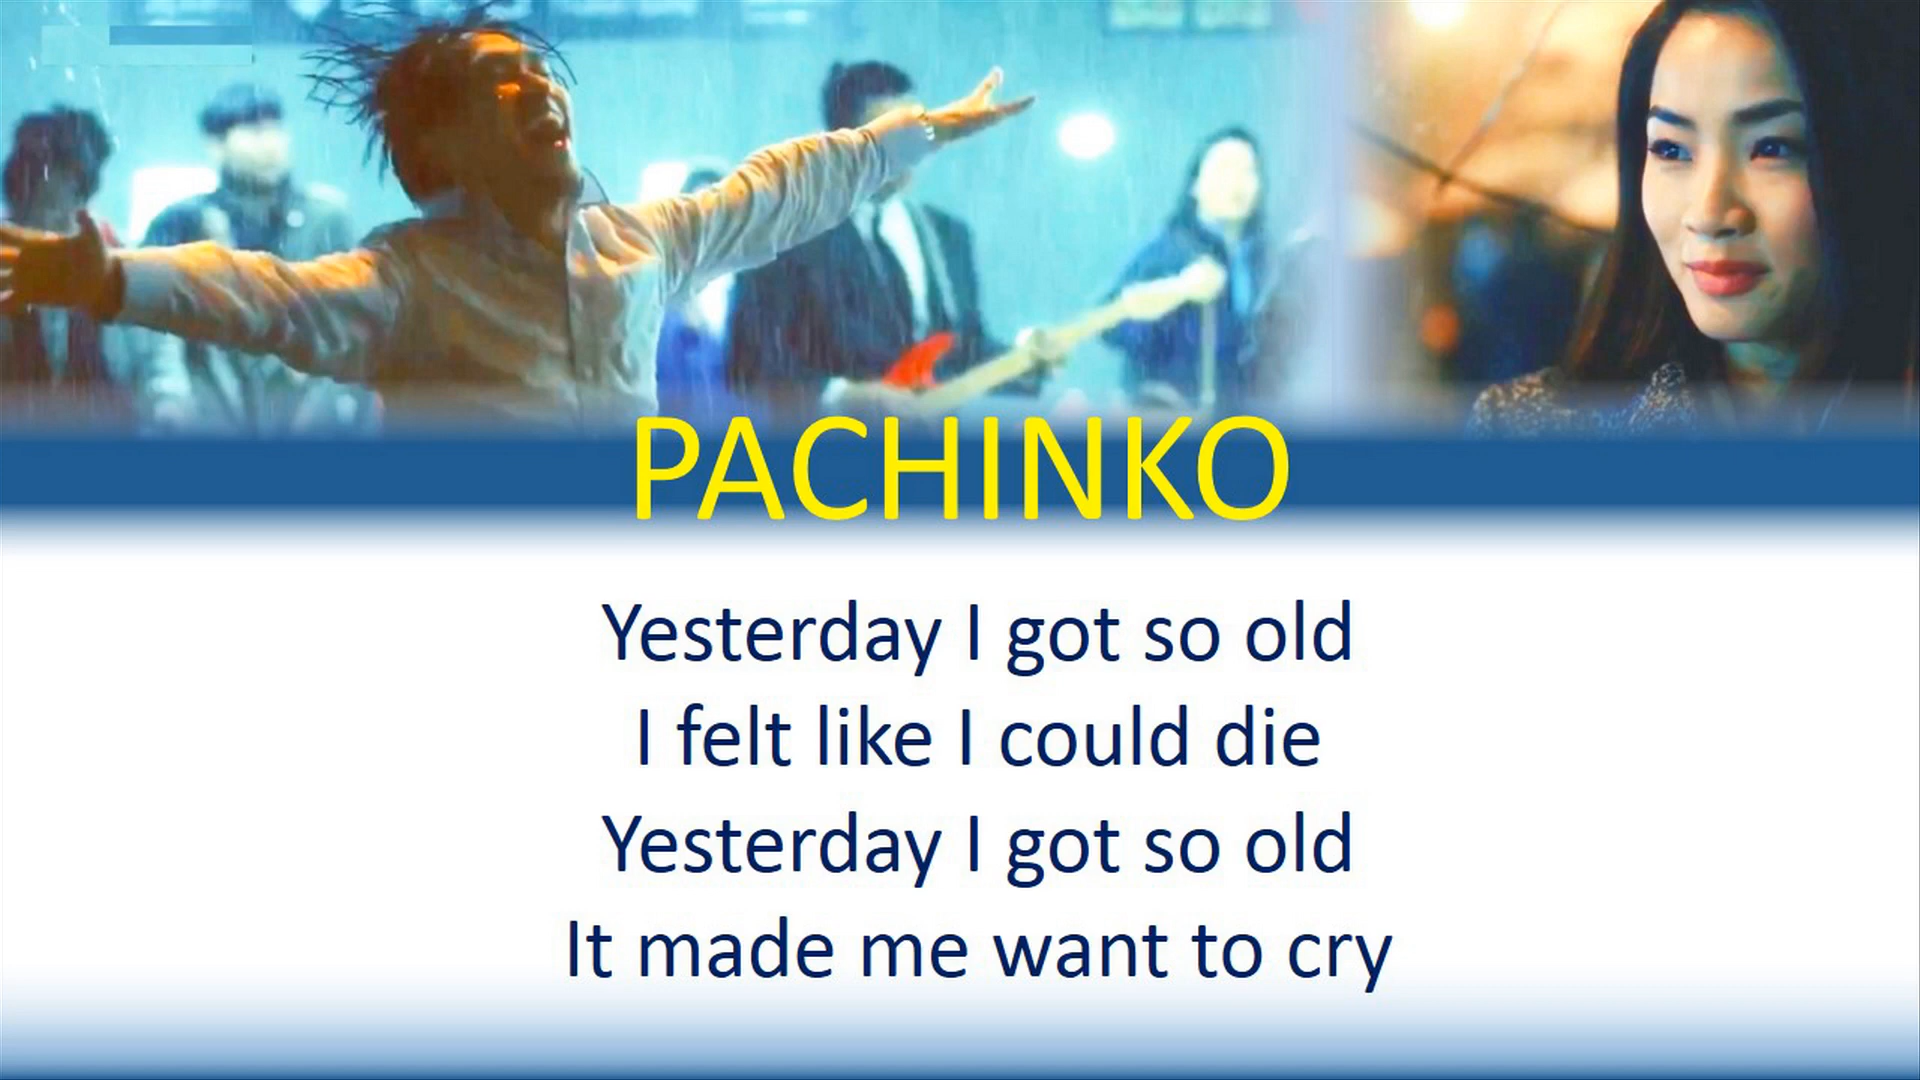 PACHINKO
Yesterday I got so old
I felt like I could die
Yesterday I got so old
It made me want to cry